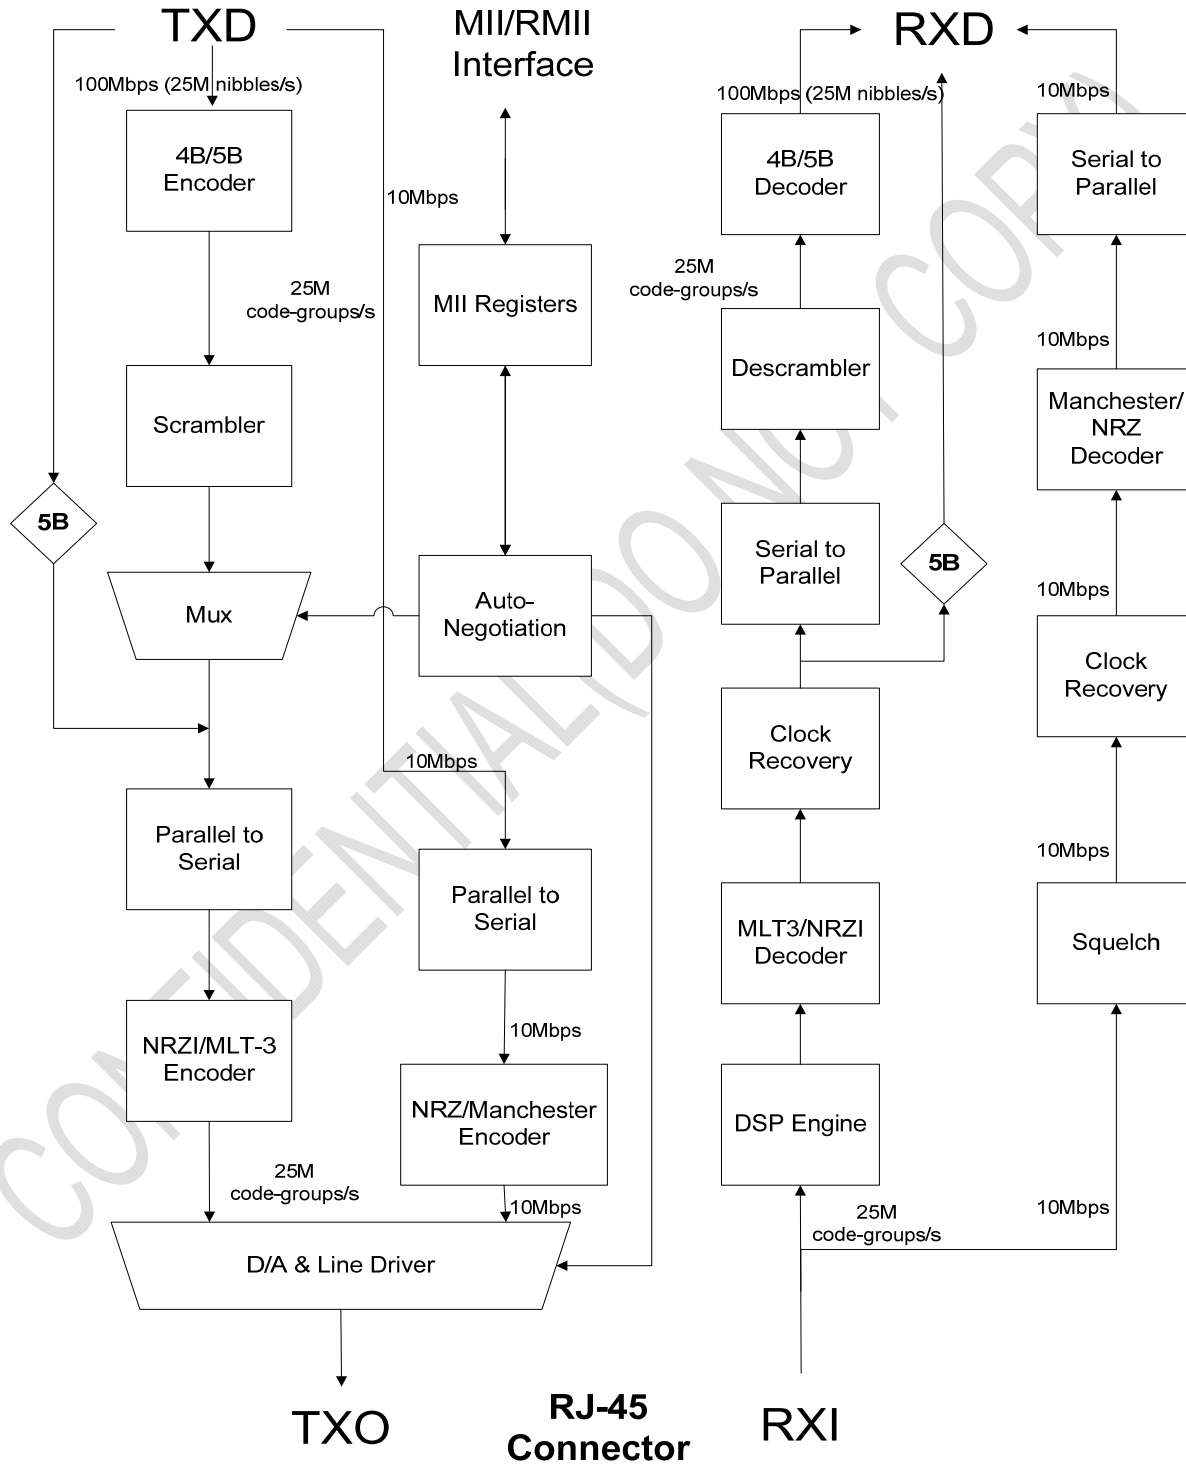 TXD
MII/RMII
Interface
RXD
100Mbps (25M nibbles/s)
100Mbps (25M nibbles/s)
10Mbps
4B/5B
Encoder
10Mbps
4B/5B
Decoder
Serial to
Parallel
25M
code-groups/s
MII Registers
25M
code-groups/s
Descrambler
10Mbps
Scrambler
Manchester/
NRZ
Decoder
5B
Mux
Auto-
Negotiation
Serial to
Parallel
5B
10Mbps
Clock
Recovery
Clock
Recovery
10Mbps
Parallel to
Serial
Parallel to
Serial
10Mbps
MLT3/NRZI
Decoder
Squelch
NRZI/MLT-3
Encoder
10Mbps
NRZ/Manchester
Encoder
DSP Engine
25M
code-groups/s
10Mbps
25M
code-groups/s
10Mbps
D/A & Line Driver
TXO
RJ-45
Connector
RXI
CONFIDENTIAL (DO NOT COPY)